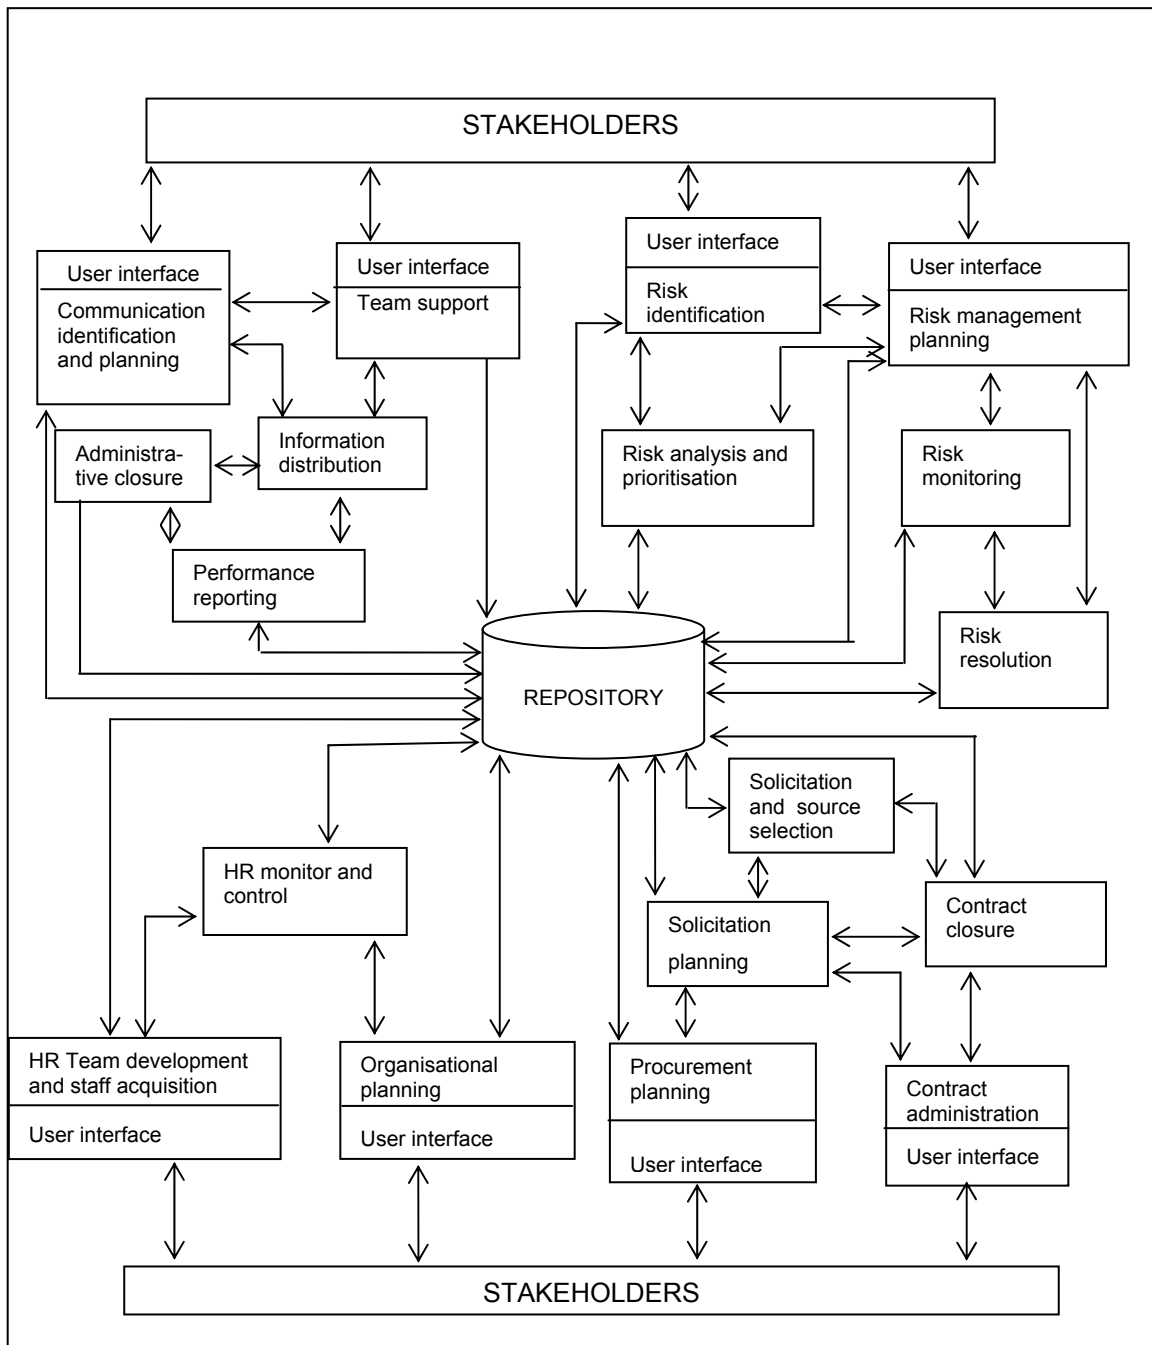 STAKEHOLDERS
User interface
Communication
identification
and planning
User interface
Team support
User interface
Risk
identification
User interface
Risk management
planning
Administra-
tive closure
Information
distribution
Risk analysis and
prioritisation
Risk
monitoring
Performance
reporting
Risk
resolution
REPOSITORY
Solicitation
and source
selection
HR monitor and
control
Solicitation
planning
Contract
closure
HR Team development
and staff acquisition
User interface
Organisational
planning
User interface
Procurement
planning
User interface
Contract
administration
User interface
STAKEHOLDERS